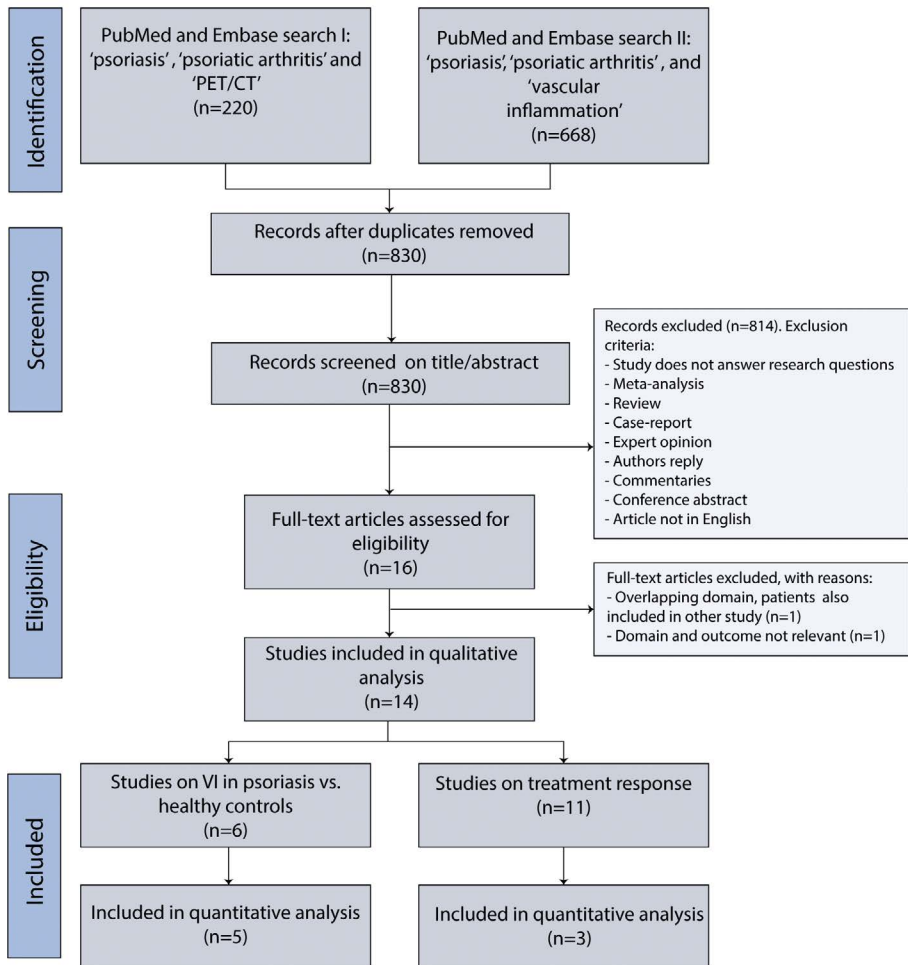 Identification
PubMed and Embase search I:
‘psoriasis’, ‘psoriatic arthritis’ and
‘PET/CT’
(n=220)
PubMed and Embase search II:
‘psoriasis’, ‘psoriatic arthritis’ , and
‘vascular
inflammation’
(n=668)
Screening
Records after duplicates removed
(n=830)
Records screened on title/abstract
(n=830)
Records excluded (n=814). Exclusion
criteria:
- Study does not answer research questions
- Meta-analysis
- Review
- Case-report
- Expert opinion
- Authors reply
- Commentaries
- Conference abstract
- Article not in English
Eligibility
Full-text articles assessed for
eligibility
(n=16)
Full-text articles excluded, with reasons:
- Overlapping domain, patients also
included in other study (n=1)
- Domain and outcome not relevant (n=1)
Studies included in qualitative
analysis
(n=14)
Included
Studies on VI in psoriasis vs.
healthy controls
(n=6)
Studies on treatment response
(n=11)
Included in quantitative analysis
(n=5)
Included in quantitative analysis
(n=3)